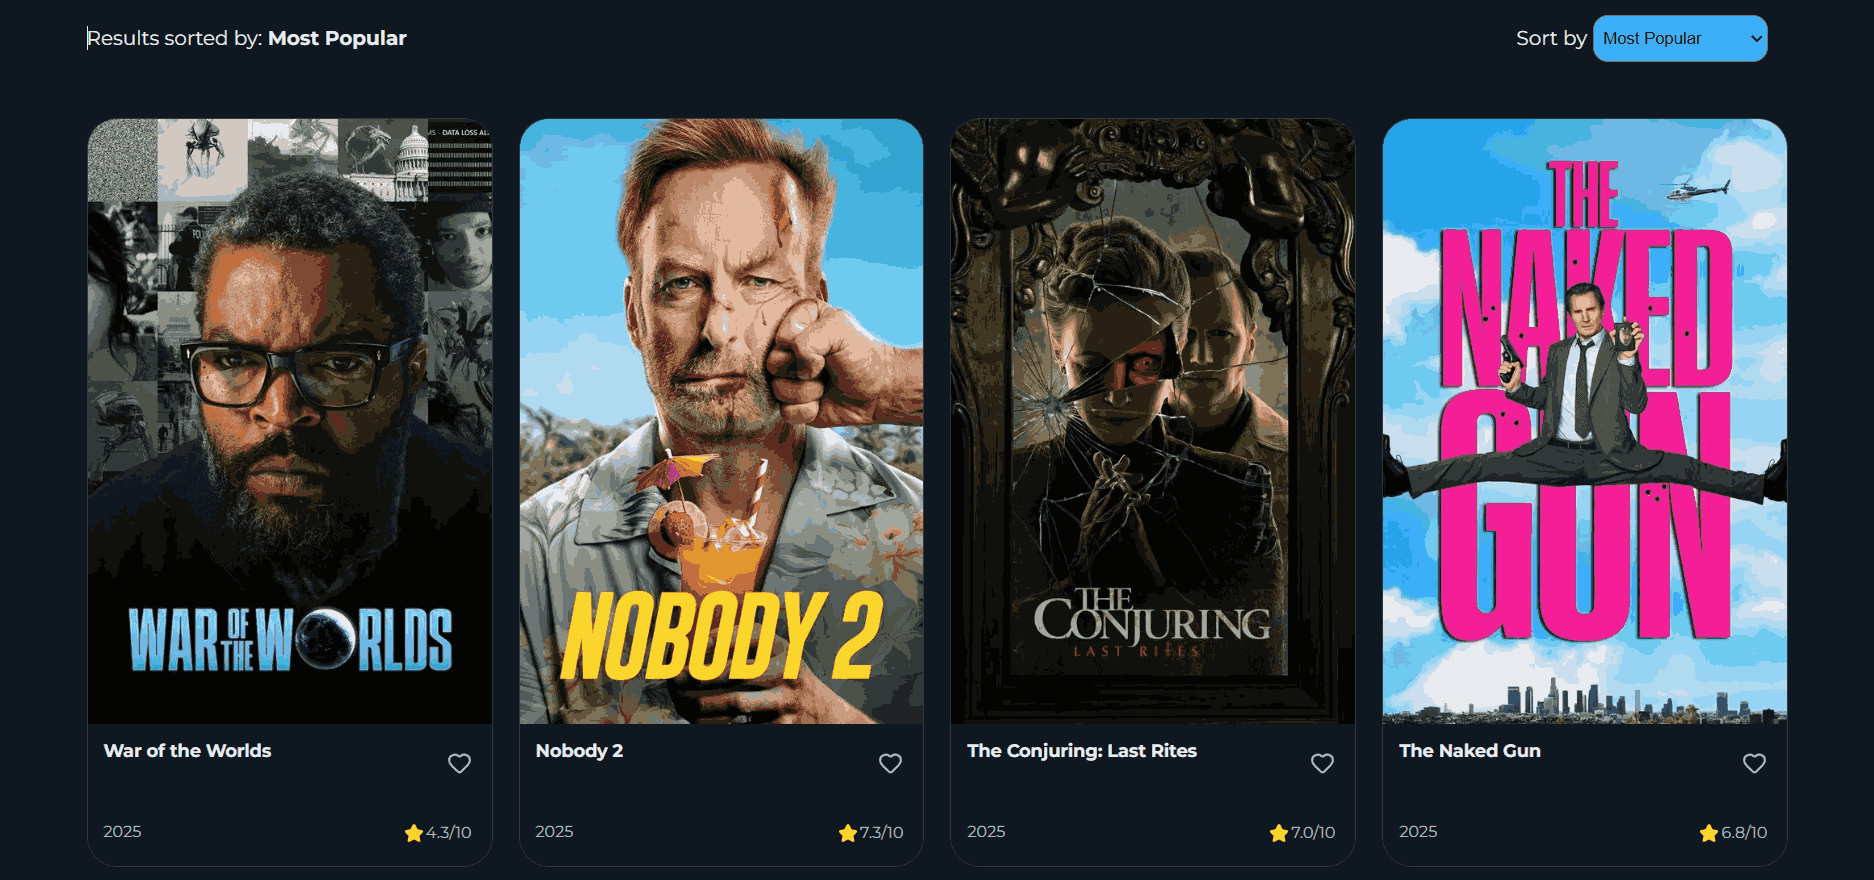 Results sorted by: Most Popular
Sort by Most Popular
DATA LOSS
WAR OF THE WORLDS
NOBODY 2
THE
CONJURING
LAST RITES
THE
NAKED
GUN
War of the Worlds
Nobody 2
The Conjuring: Last Rites
The Naked Gun
2025
4.3/10
2025
7.3/10
2025
7.0/10
2025
6.8/10